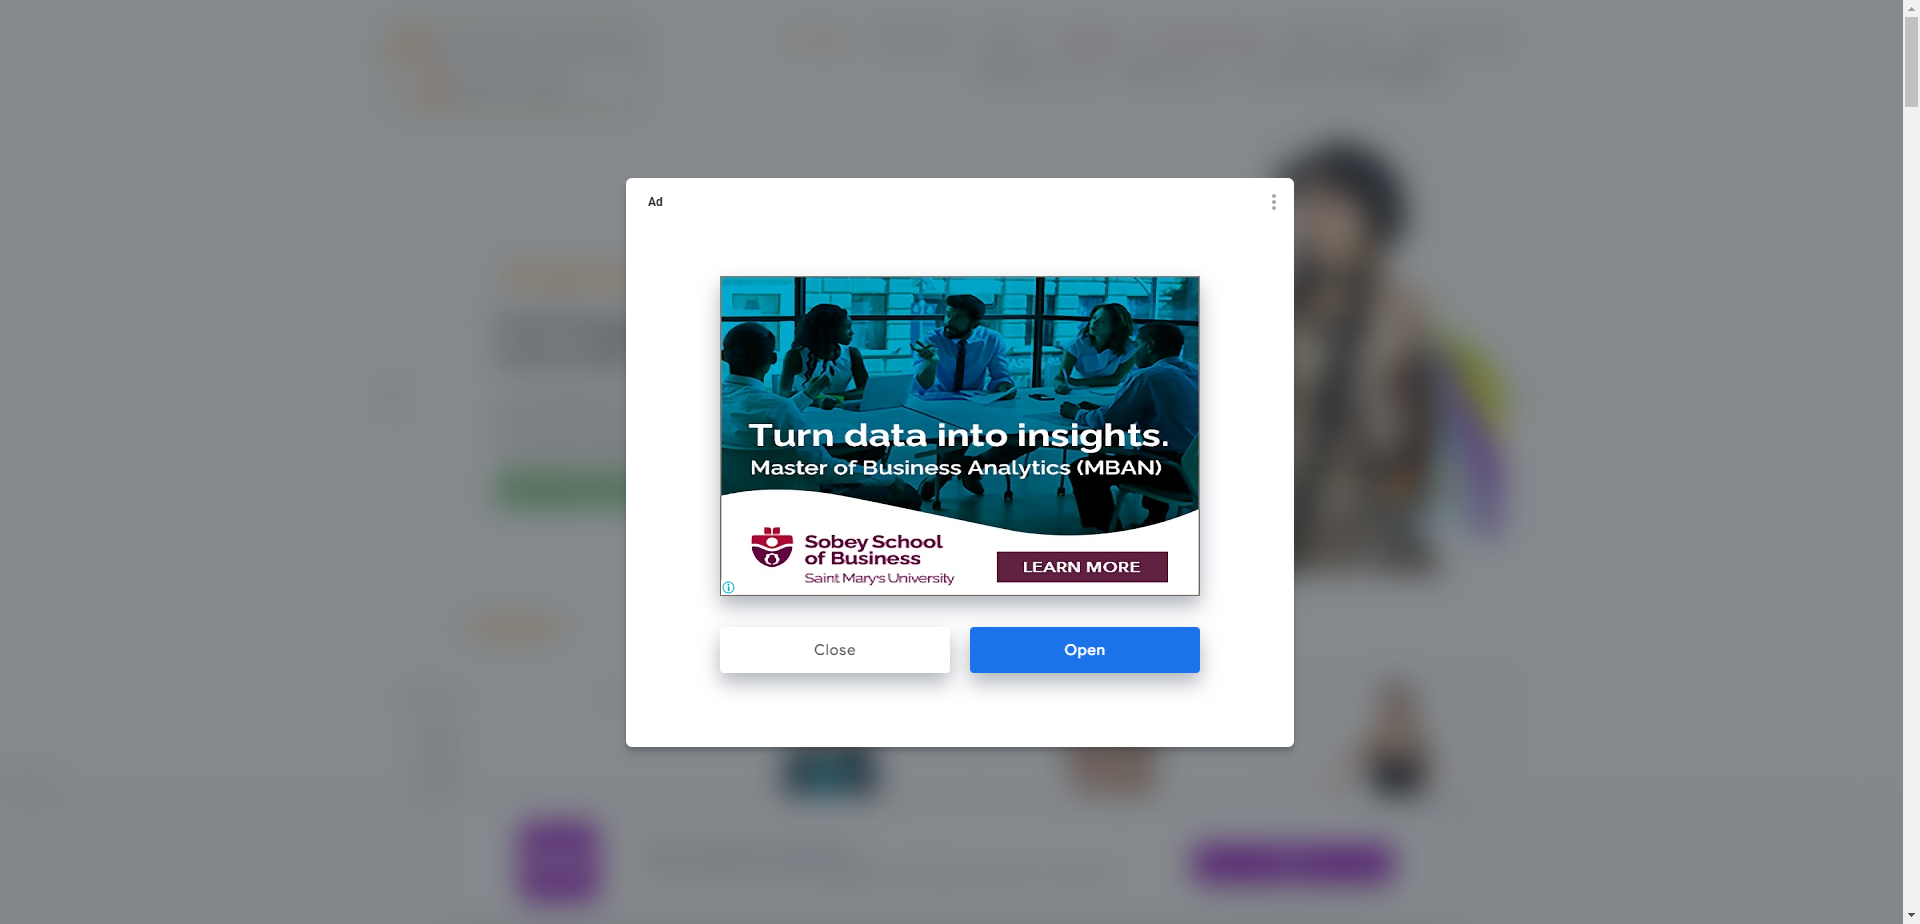 Ad
Turn data into insights.
Master of Business Analytics (MBAN)
Sobey School
of Business
Saint Mary's University
LEARN MORE
Close
Open